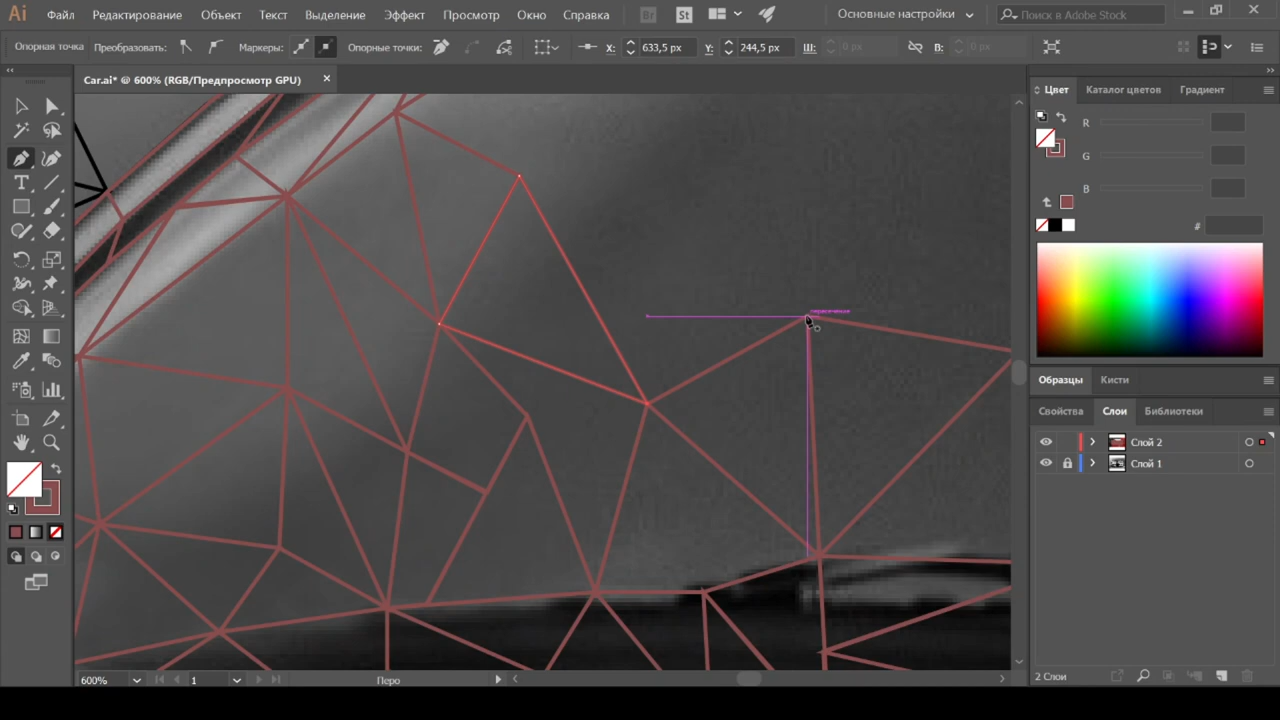 Ai Файл Редактирование Объект Текст Выделение Эффект Просмотр Окно Справка Br St Основные настройки Поиск в Adobe Stock
Опорная точка Преобразовать: Маркеры: Опорные точки: X: 633,5 px Y: 244,5 px Ш: 0 px В: 0 px
Car.ai* @ 600% (RGB/Предпросмотр GPU) ×
Цвет Каталог цветов Градиент
R
G
B
#
пересечение
Образцы Кисти
Свойства Слои Библиотеки
Слой 2
Слой 1
600% 1 Перо 2 Слои